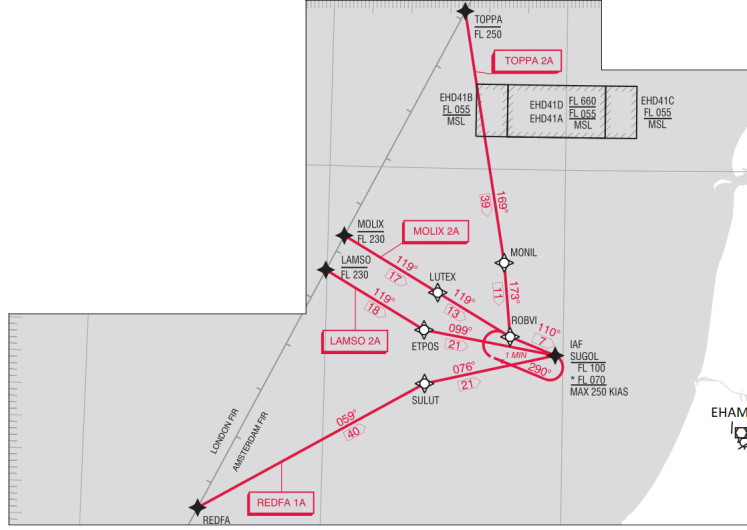 TOPPA
FL 250
TOPPA 2A
EHD41B
FL 055
MSL
EHD41D
EHD41A
FL 660
FL 055
MSL
EHD41C
FL 055
MSL
169°
39
MOLIX
FL 230
MOLIX 2A
LAMSO
FL 230
119°
17
MONIL
LUTEX
119°
18
119°
13
11
173°
ROBVI
LAMSO 2A
ETPOS
099°
21
110°
7
1 MIN
290°
IAF
SUGOL
FL 100
* FL 070
MAX 250 KIAS
076°
21
SULUT
059°
40
EHAM
LONDON FIR
AMSTERDAM FIR
REDFA 1A
REDFA